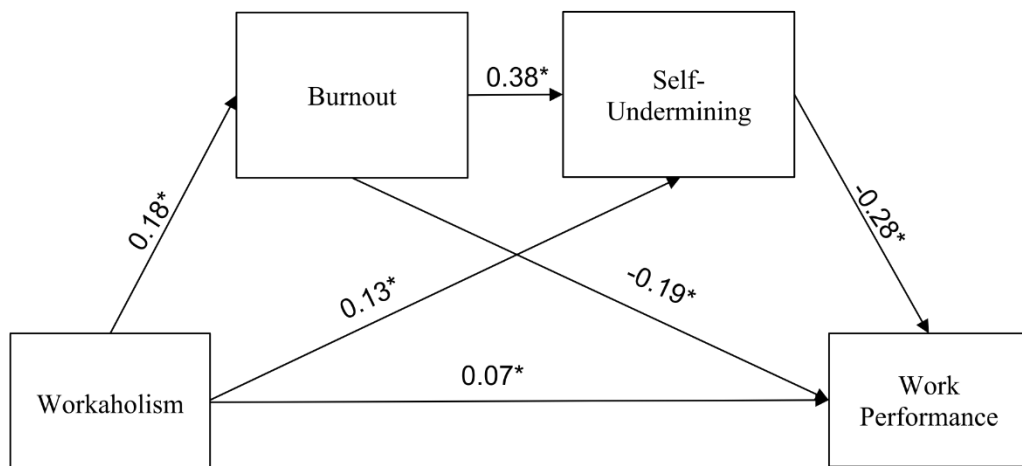 Burnout
0.38*
Self-
Undermining
0.18*
0.13*
-0.19*
-0.28*
Workaholism
0.07*
Work
Performance